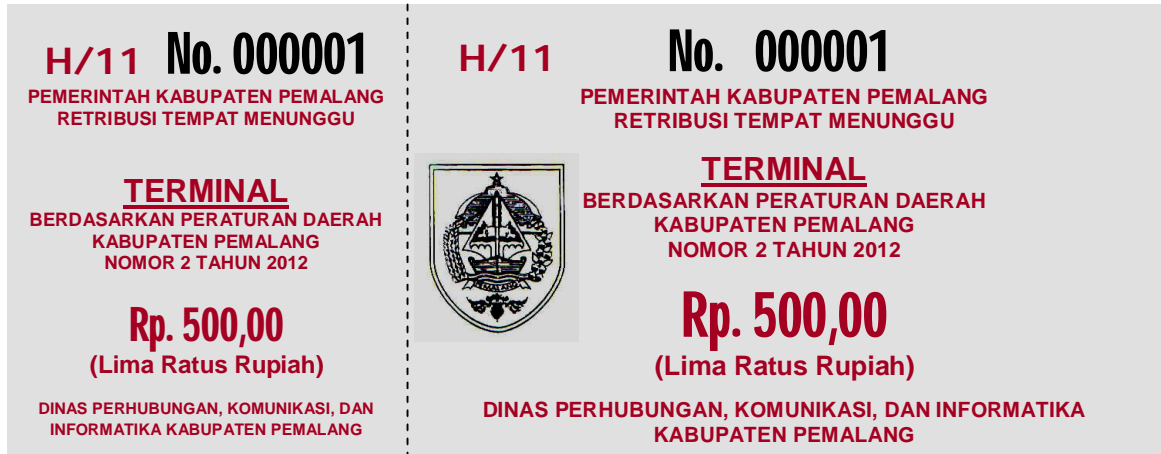 H/11 No. 000001
PEMERINTAH KABUPATEN PEMALANG
RETRIBUSI TEMPAT MENUNGGU
TERMINAL
BERDASARKAN PERATURAN DAERAH
KABUPATEN PEMALANG
NOMOR 2 TAHUN 2012
Rp. 500,00
(Lima Ratus Rupiah)
DINAS PERHUBUNGAN, KOMUNIKASI, DAN
INFORMATIKA KABUPATEN PEMALANG
H/11 No. 000001
PEMERINTAH KABUPATEN PEMALANG
RETRIBUSI TEMPAT MENUNGGU
TERMINAL
BERDASARKAN PERATURAN DAERAH
KABUPATEN PEMALANG
NOMOR 2 TAHUN 2012
PEMALANG
Rp. 500,00
(Lima Ratus Rupiah)
DINAS PERHUBUNGAN, KOMUNIKASI, DAN INFORMATIKA
KABUPATEN PEMALANG